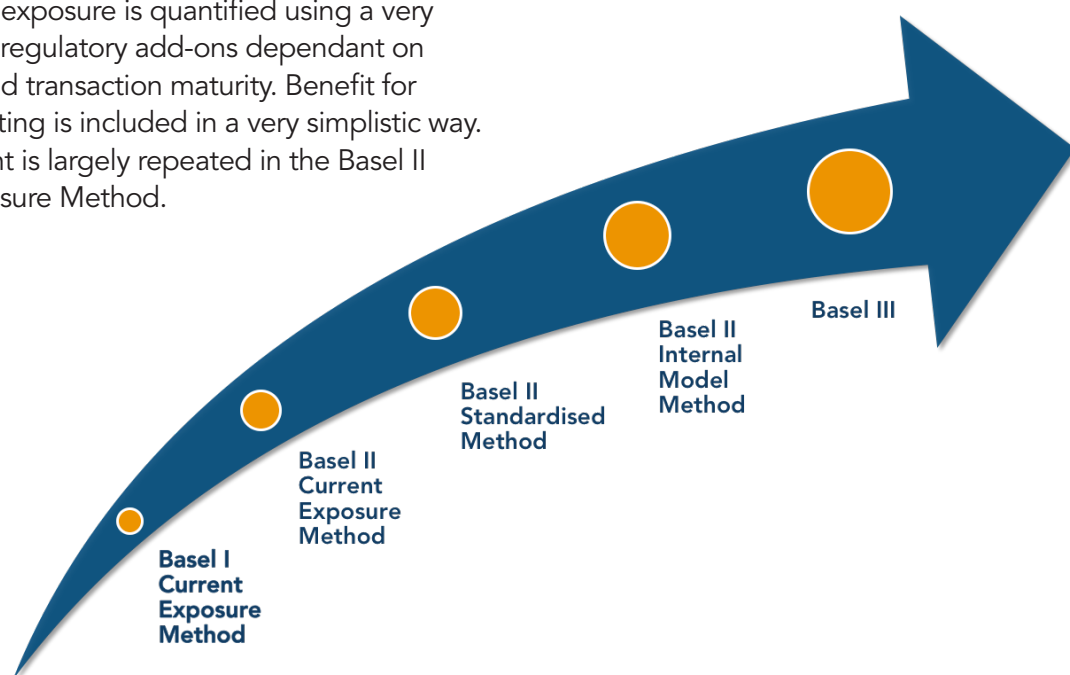 exposure is quantified using a very
regulatory add-ons dependant on
d transaction maturity. Benefit for
ting is included in a very simplistic way.
t is largely repeated in the Basel II
sure Method.
Basel III
Basel II
Internal
Model
Method
Basel II
Standardised
Method
Basel II
Current
Exposure
Method
Basel I
Current
Exposure
Method